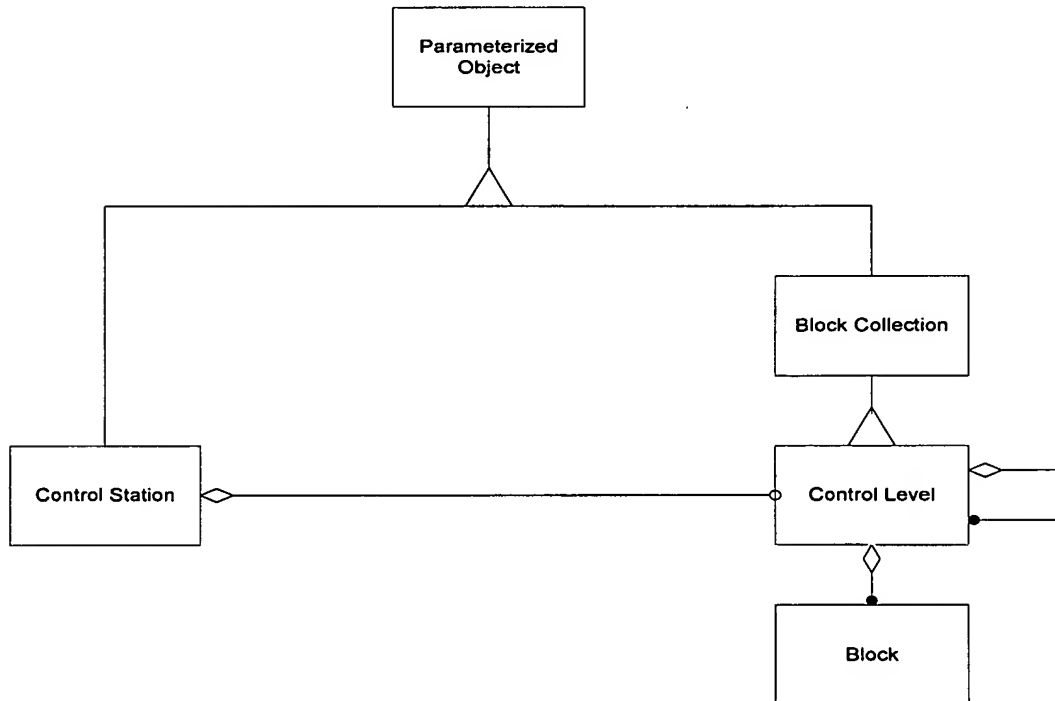 Parameterized
Object
Block Collection
Control Station
Control Level
Block